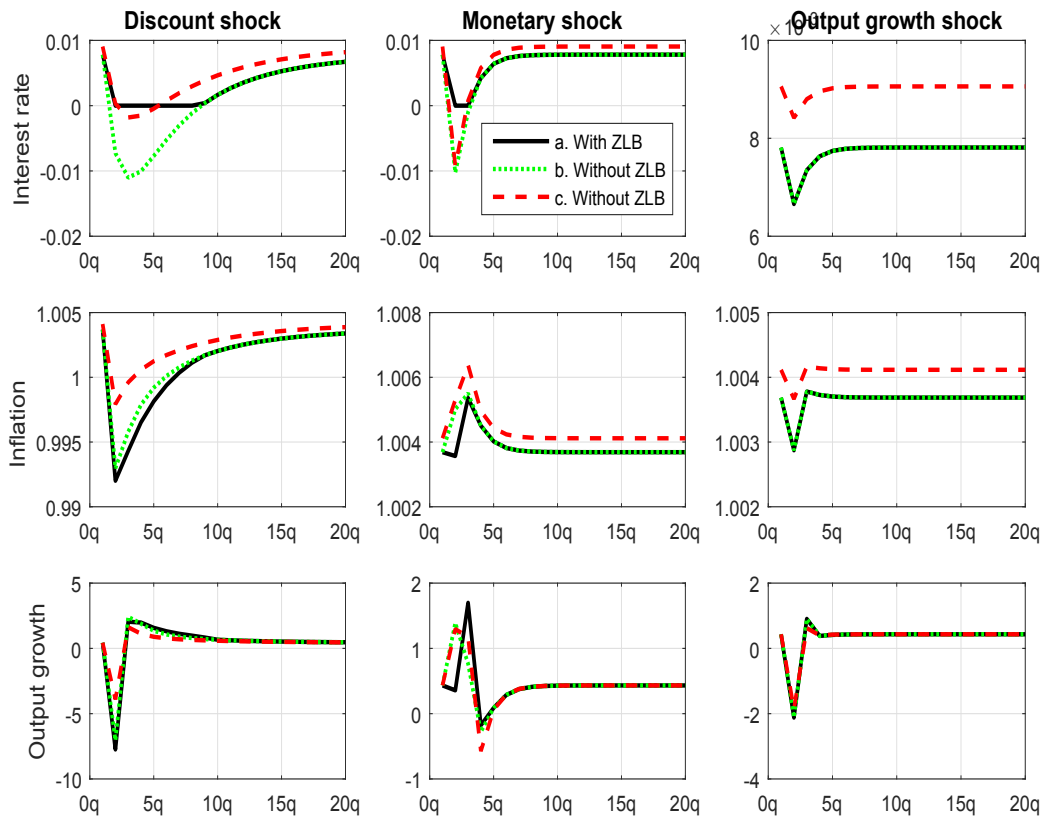 Discount shock
Monetary shock
Output growth shock
Interest rate
0.01
0
-0.01
-0.02
0q 5q 10q 15q 20q
0.01
0
-0.01
-0.02
0q 5q 10q 15q 20q
a. With ZLB
b. Without ZLB
c. Without ZLB
10
8
6
0q 5q 10q 15q 20q
Inflation
1.005
1
0.995
0.99
0q 5q 10q 15q 20q
1.008
1.006
1.004
1.002
0q 5q 10q 15q 20q
1.005
1.004
1.003
1.002
0q 5q 10q 15q 20q
Output growth
5
0
-5
-10
0q 5q 10q 15q 20q
2
1
0
-1
0q 5q 10q 15q 20q
2
0
-2
-4
0q 5q 10q 15q 20q